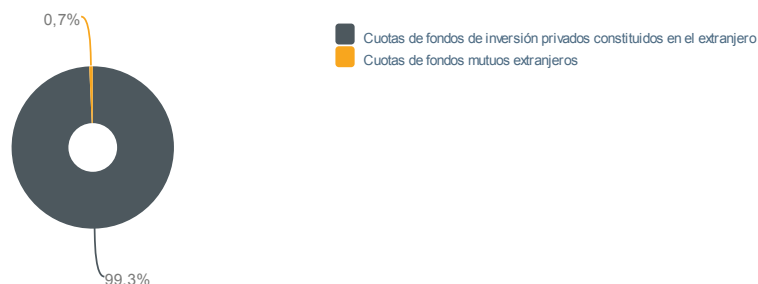 0,7%
Cuotas de fondos de inversión privados constituidos en el extranjero
Cuotas de fondos mutuos extranjeros
99,3%